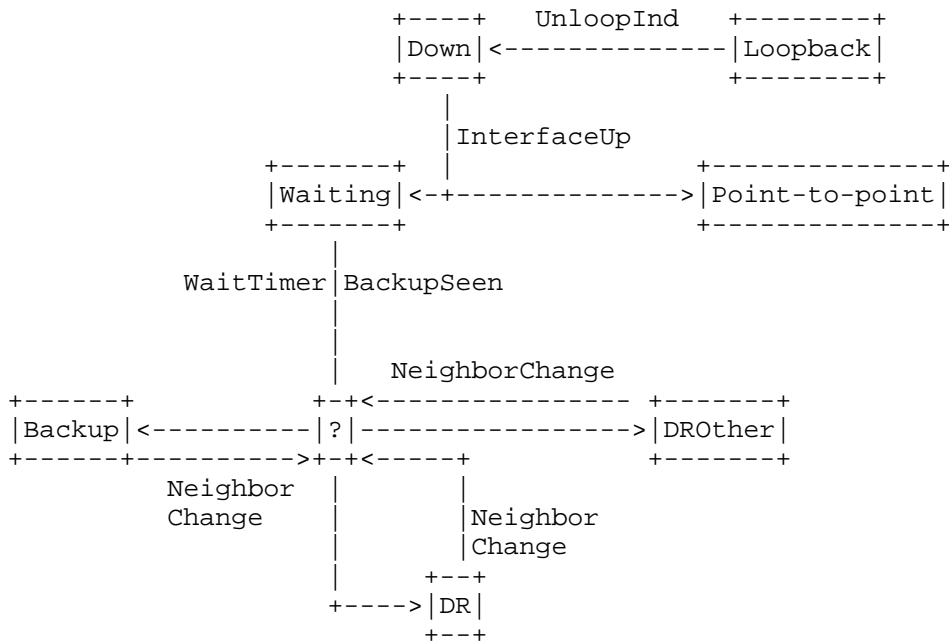 +----+   UnloopInd   +--------+
|Down|<--------------|Loopback|
+----+               +--------+
|
|InterfaceUp
+-------+  |               +--------------+
|Waiting|<-+-------------->|Point-to-point|
+-------+                  +--------------+
|
WaitTimer|BackupSeen
|
|
|   NeighborChange
+------+           +-+<---------------- +-------+
|Backup|<----------|?|----------------->|DROther|
+------+---------->+-+<-----+           +-------+
Neighbor  |       |
Change    |       |Neighbor
|       |Change
|     +--+
+---->|DR|
+--+